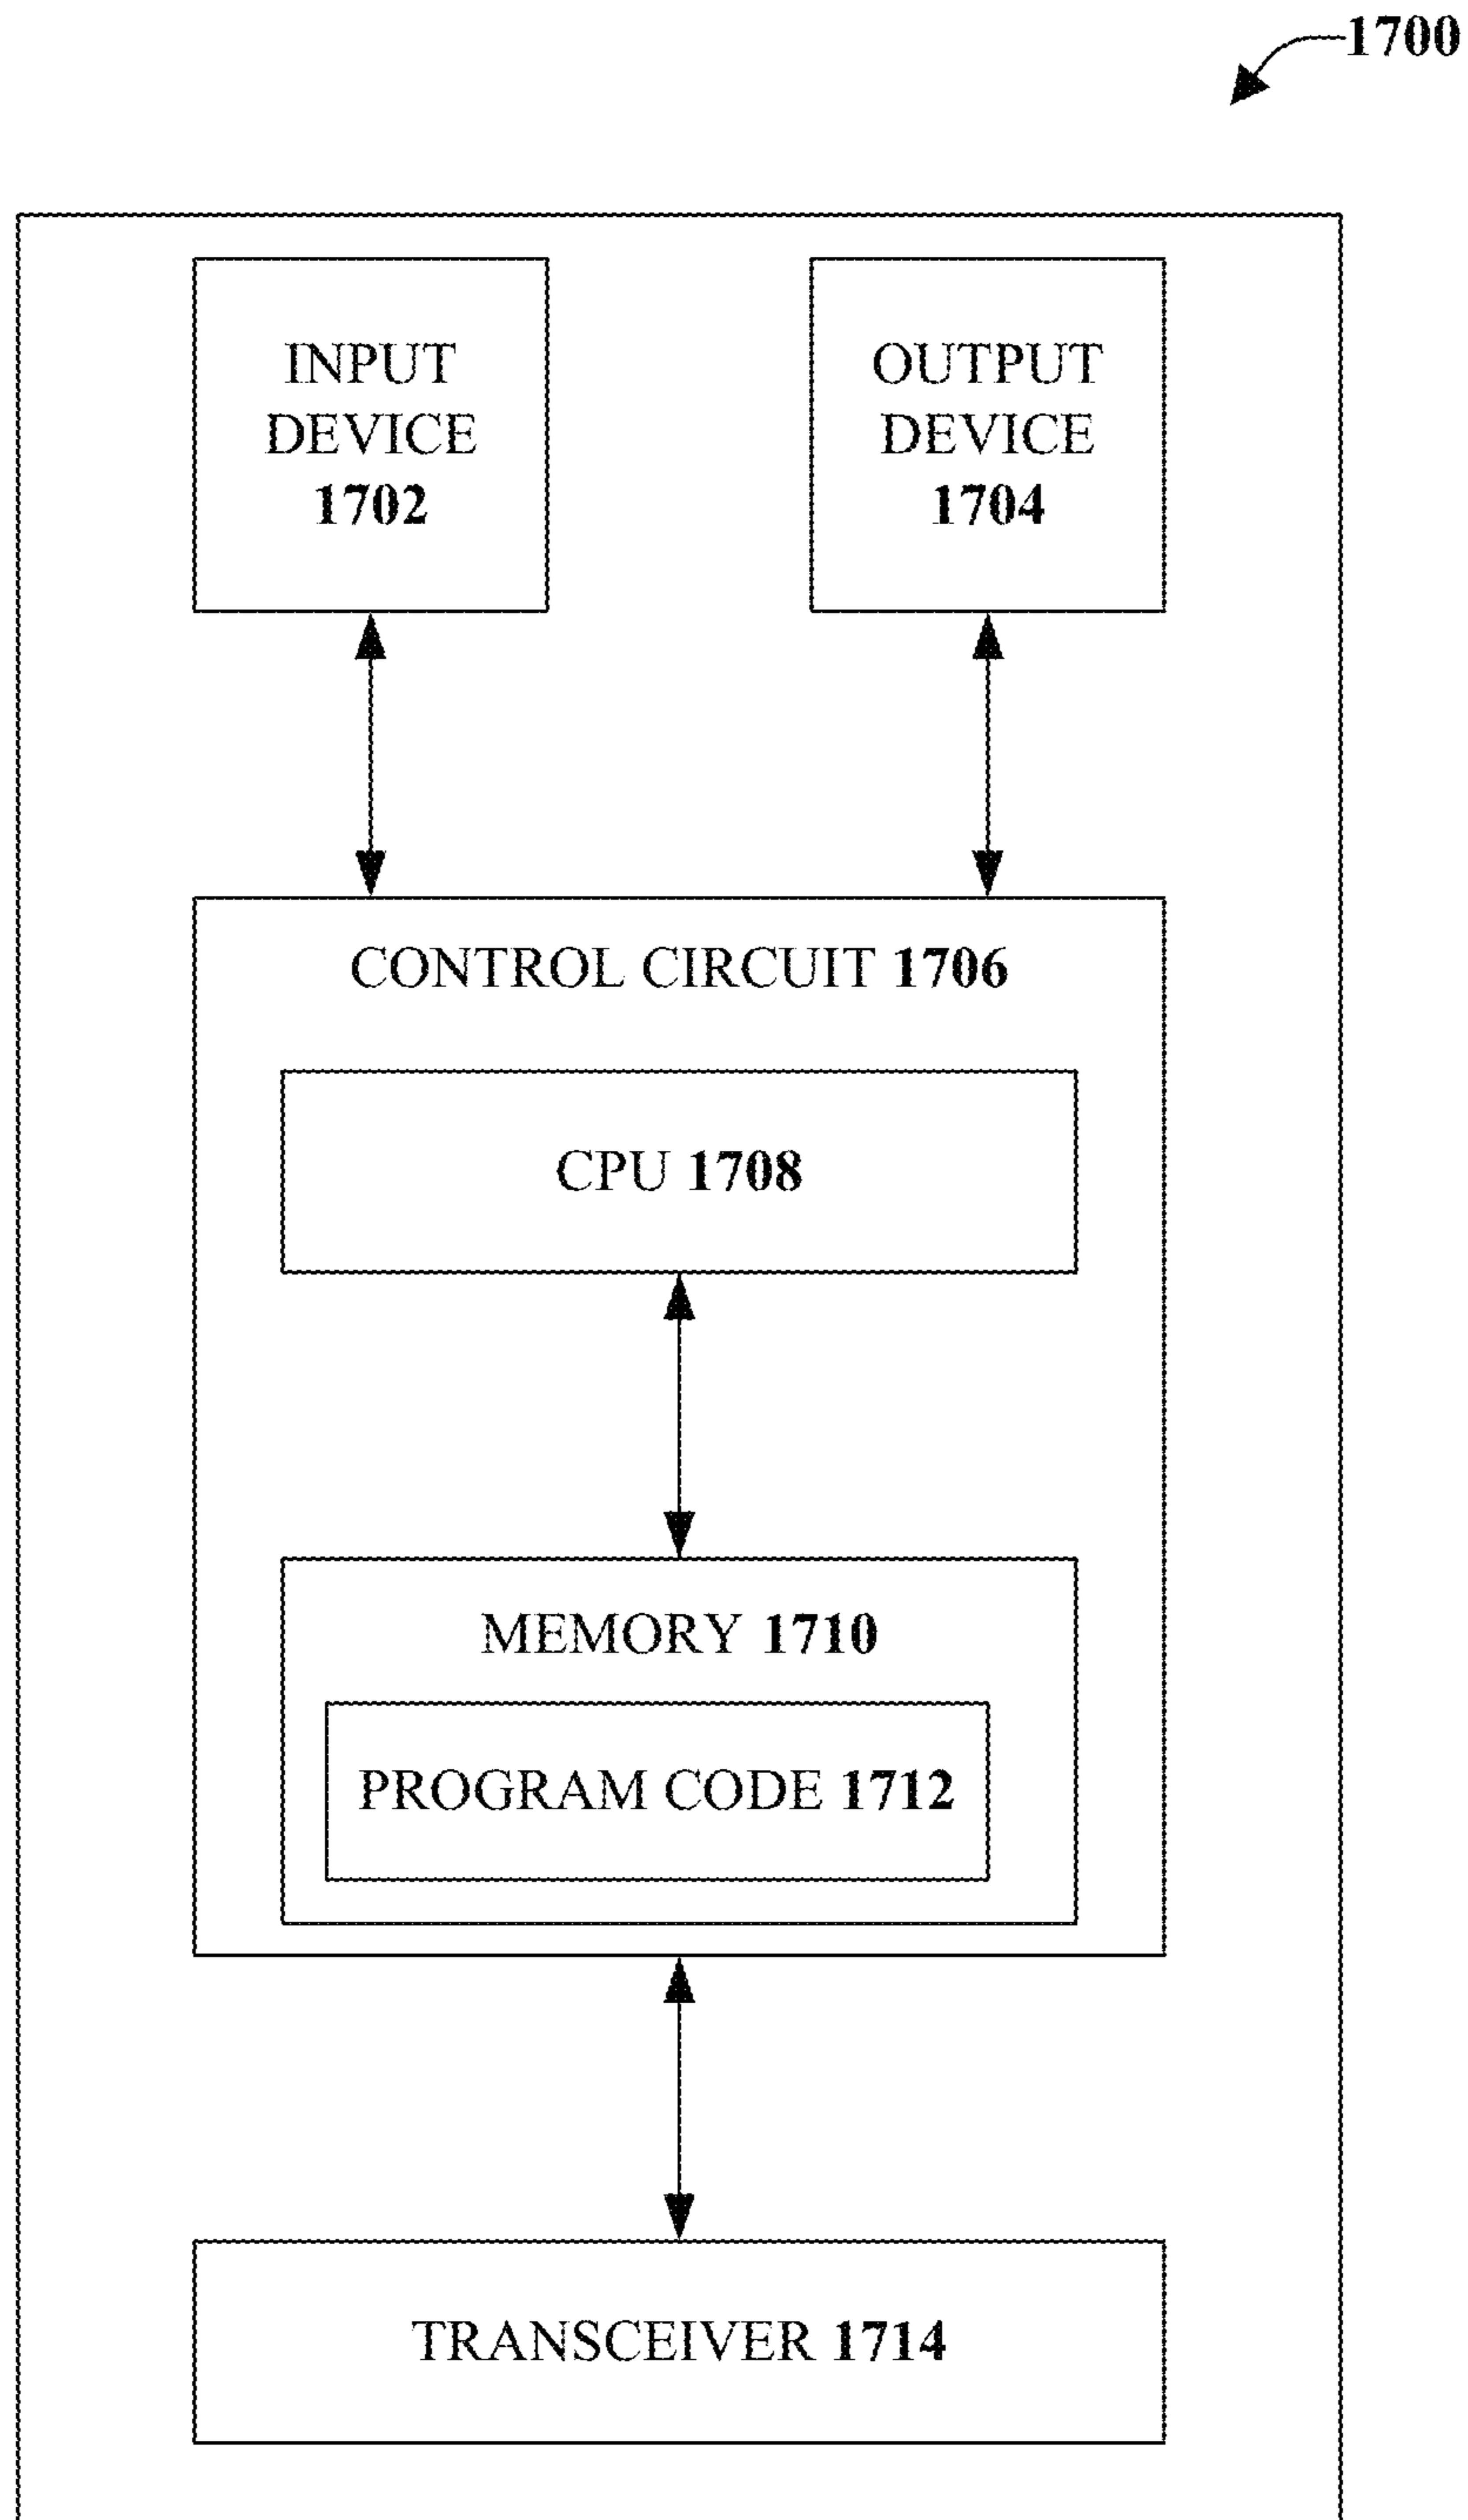 1700
INPUT
DEVICE
1702
OUTPUT
DEVICE
1704
CONTROL CIRCUIT 1706
CPU 1708
MEMORY 1710
PROGRAM CODE 1712
TRANSCEIVER 1714